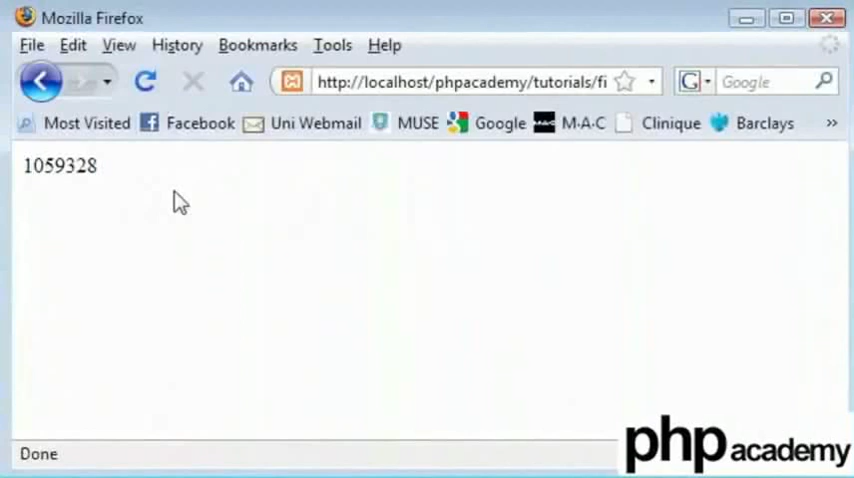 Mozilla Firefox
File Edit View History Bookmarks Tools Help
http://localhost/phpacademy/tutorials/fi Google
Most Visited Facebook Uni Webmail MUSE Google M·A·C Clinique Barclays »
1059328
Done
php academy